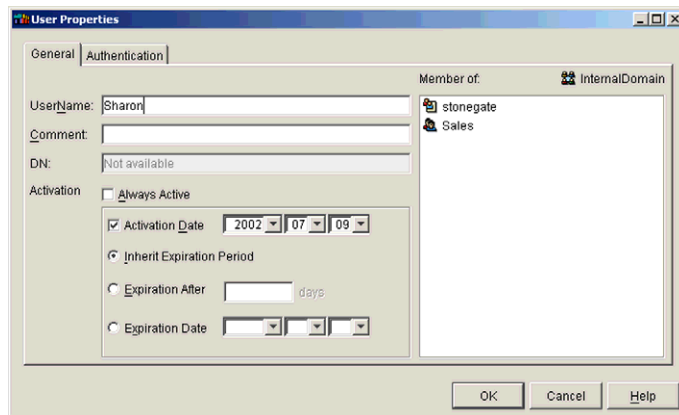 User Properties
General
Authentication
Member of:
InternalDomain
UserName:
Sharon
Comment:
DN:
Not available
Activation
Always Active
Activation Date
2002
07
09
Inherit Expiration Period
Expiration After
days
Expiration Date
stonegate
Sales
OK
Cancel
Help